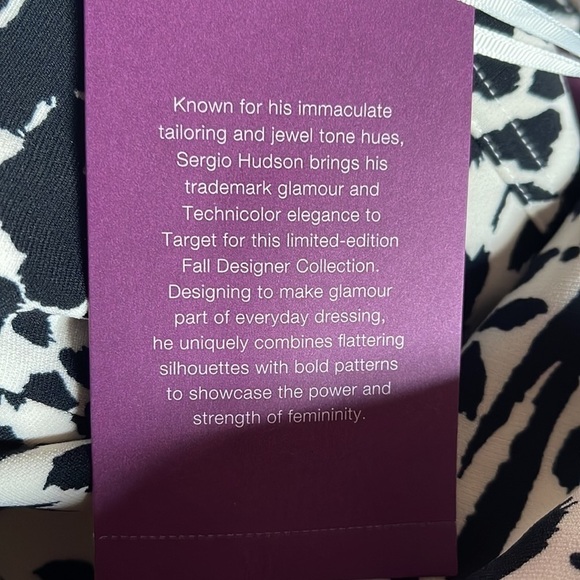 Known for his immaculate
tailoring and jewel tone hues,
Sergio Hudson brings his
trademark glamour and
Technicolor elegance to
Target for this limited-edition
Fall Designer Collection.
Designing to make glamour
part of everyday dressing,
he uniquely combines flattering
silhouettes with bold patterns
to showcase the power and
strength of femininity.